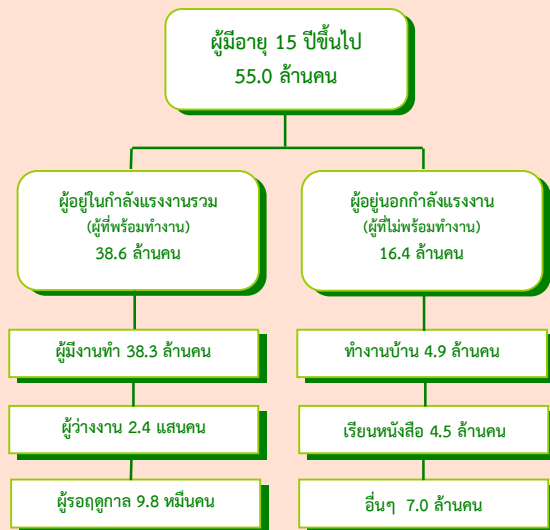 ผู้มีอายุ 15 ปีขึ้นไป
55.0 ล้านคน
ผู้อยู่ในกำลังแรงงานรวม
(ผู้ที่พร้อมทำงาน)
38.6 ล้านคน
ผู้อยู่นอกกำลังแรงงาน
(ผู้ที่ไม่พร้อมทำงาน)
16.4 ล้านคน
ผู้มีงานทำ 38.3 ล้านคน
ผู้ว่างงาน 2.4 แสนคน
ผู้รอฤดูกาล 9.8 หมื่นคน
ทำงานบ้าน 4.9 ล้านคน
เรียนหนังสือ 4.5 ล้านคน
อื่นๆ 7.0 ล้านคน